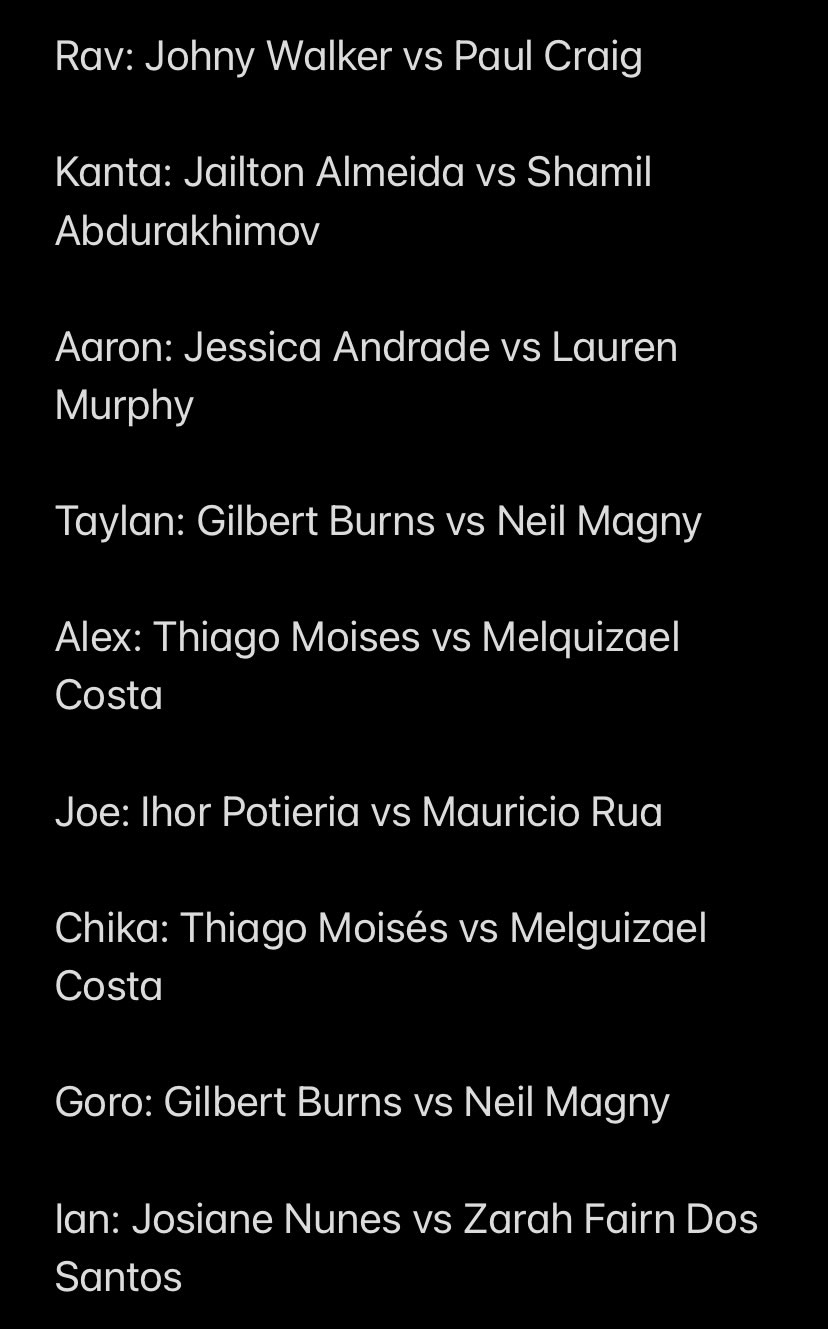 Rav: Johny Walker vs Paul Craig
Kanta: Jailton Almeida vs Shamil
Abdurakhimov
Aaron: Jessica Andrade vs Lauren
Murphy
Taylan: Gilbert Burns vs Neil Magny
Alex: Thiago Moises vs Melquizael
Costa
Joe: Ihor Potieria vs Mauricio Rua
Chika: Thiago Moisés vs Melguizael
Costa
Goro: Gilbert Burns vs Neil Magny
Ian: Josiane Nunes vs Zarah Fairn Dos
Santos